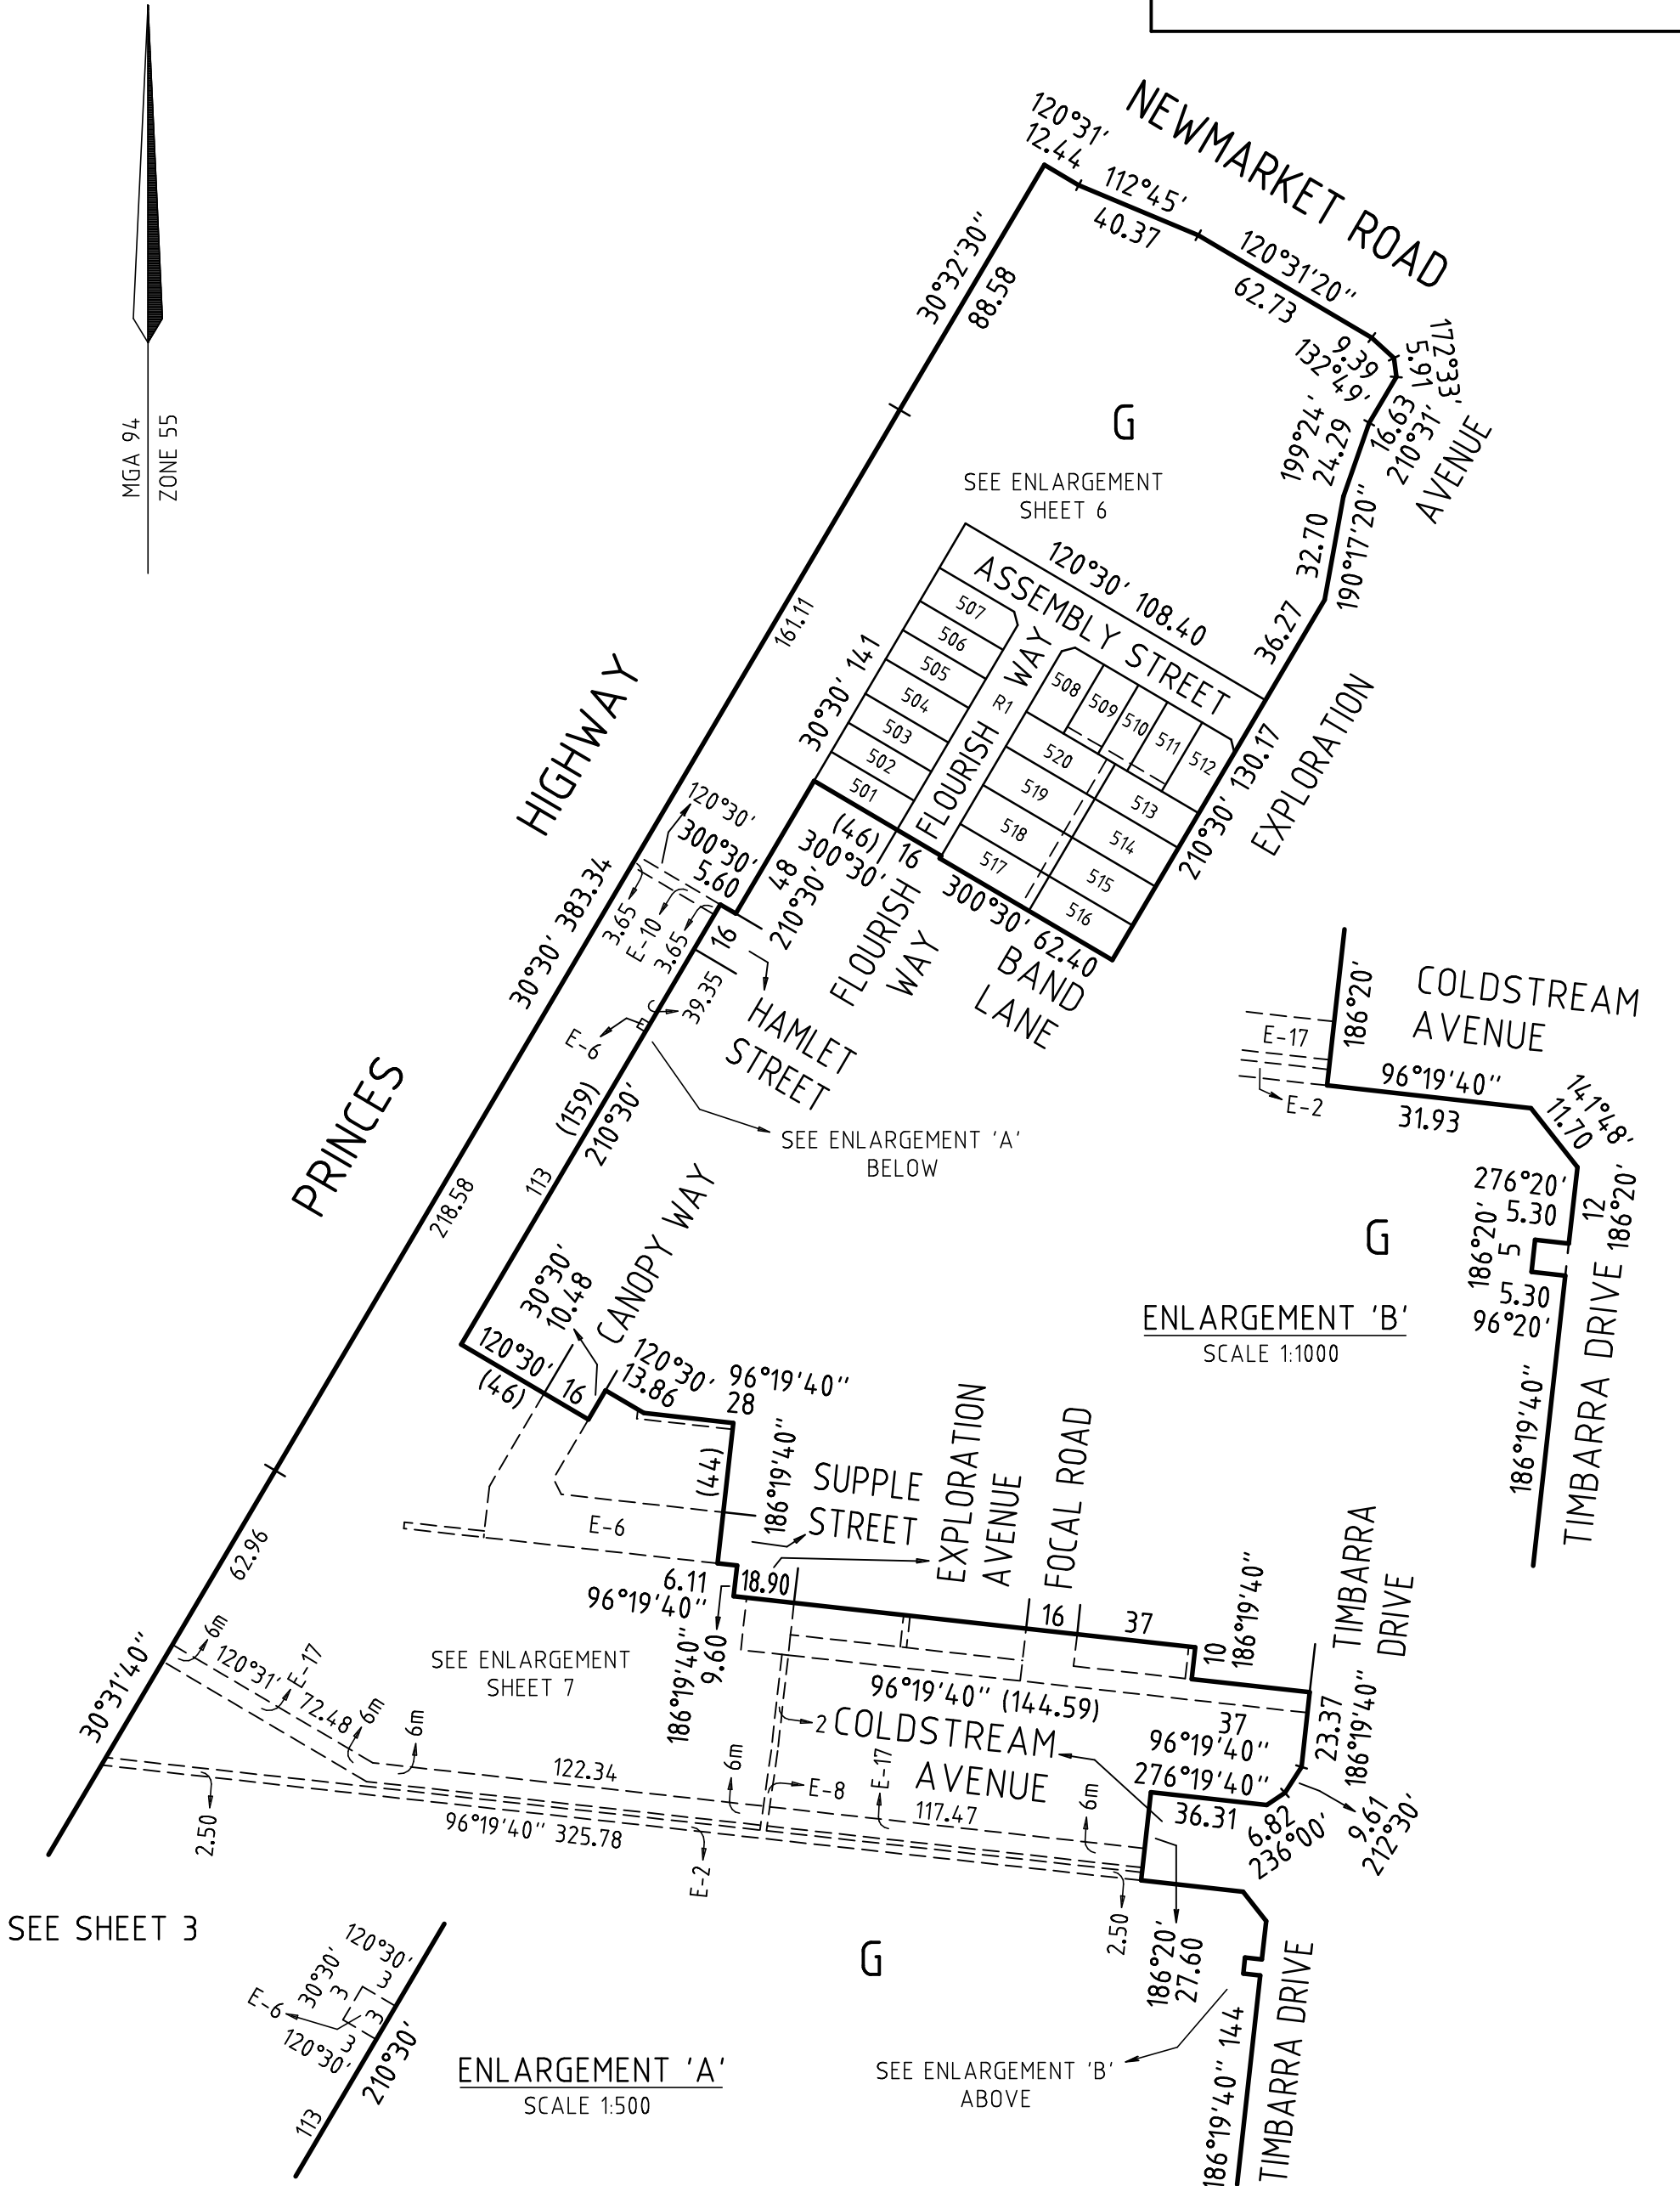 MGA 94
ZONE 55
NEWMARKET ROAD
120°31'
12.44
112°45'
40.37
120°31'20"
62.73
9.39
132°49'
172°33'
5.97
16.63
210°31'
199°24'
24.29
AVENUE
32.70
190°17'20"
36.27
30°32'30"
88.58
G
SEE ENLARGEMENT
SHEET 6
120°30' 108.40
ASSEMBLY STREET
507
506
505
504
503
502
501
R1
FLOURISH WAY
508
509
510
511
512
520
519
518
517
513
514
515
516
210°30' 130.17
EXPLORATION
161.11
30°30' 141
HIGHWAY
120°30'
300°30'
5.60
48
210°30'
(46)
300°30'
16
FLOURISH
WAY
300°30' 62.40
BAND
LANE
30°30' 383.34
3.65
E-10
3.65
16
39.35
HAMLET
STREET
E-6
(159)
210°30'
SEE ENLARGEMENT 'A'
BELOW
PRINCES
113
218.58
CANOPY WAY
30°30'
10.48
120°30'
(46)
16
120°30'
13.86
96°19'40"
28
(44)
186°19'40"
SUPPLE
STREET
EXPLORATION
AVENUE
FOCAL ROAD
E-6
6.11
96°19'40"
18.90
186°19'40"
9.60
16
37
10
186°19'40"
TIMBARRA
DRIVE
62.96
30°31'40"
6m
120°31' 72.48
E-17
6m
6m
SEE ENLARGEMENT
SHEET 7
96°19'40" (144.59)
37
96°19'40"
23.37
186°19'40"
2
COLDSTREAM
AVENUE
276°19'40"
36.31
6.82
236°00'
9.61
212°30'
122.34
6m
E-8
E-17
117.47
6m
2.50
96°19'40" 325.78
E-2
2.50
186°20'
27.60
SEE SHEET 3
G
SEE ENLARGEMENT 'B'
ABOVE
186°19'40" 144
TIMBARRA DRIVE
120°30'
3
30°30'
3
3
E-6
3
120°30'
210°30'
113
ENLARGEMENT 'A'
SCALE 1:500
COLDSTREAM
AVENUE
186°20'
E-17
E-2
96°19'40"
31.93
141°48'
11.70
276°20'
5.30
186°20'
5
12
186°20'
5.30
96°20'
G
ENLARGEMENT 'B'
SCALE 1:1000
186°19'40"
TIMBARRA DRIVE